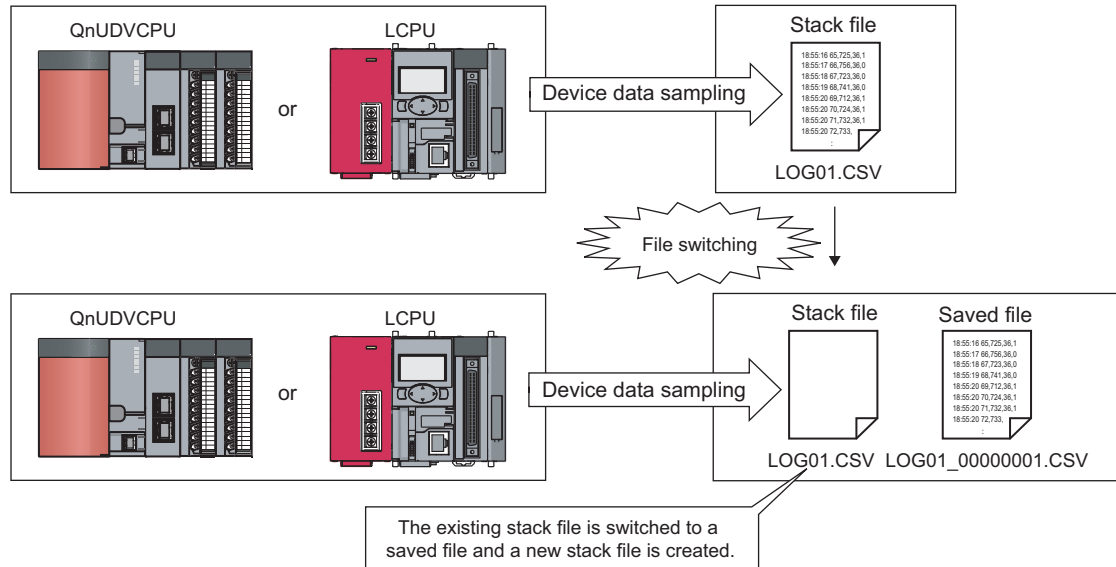 QnUDVCPU
LCPU
or
Device data sampling
Stack file
18:55:16 65,725,36,1
18:55:17 66,756,36,0
18:55:18 67,723,36,0
18:55:19 68,741,36,0
18:55:20 69,712,36,1
18:55:20 70,724,36,1
18:55:20 71,732,36,1
18:55:20 72,733,
:
LOG01.CSV
File switching
QnUDVCPU
LCPU
or
Device data sampling
Stack file
LOG01.CSV
Saved file
18:55:16 65,725,36,1
18:55:17 66,756,36,0
18:55:18 67,723,36,0
18:55:19 68,741,36,0
18:55:20 69,712,36,1
18:55:20 70,724,36,1
18:55:20 71,732,36,1
18:55:20 72,733,
:
LOG01_00000001.CSV
The existing stack file is switched to a
saved file and a new stack file is created.